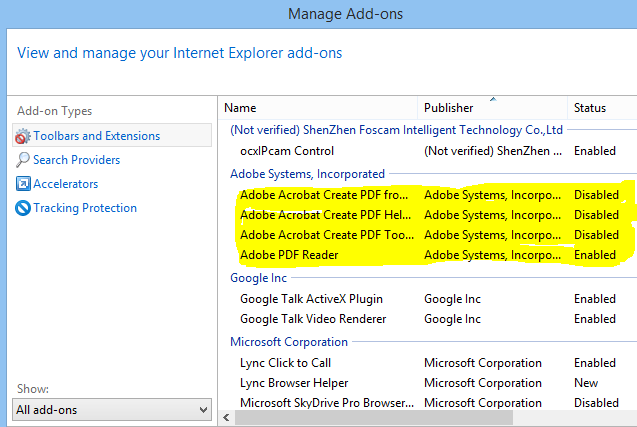 Manage Add-ons
View and manage your Internet Explorer add-ons
Add-on Types
Toolbars and Extensions
Search Providers
Accelerators
Tracking Protection
Show:
All add-ons
Name Publisher Status
(Not verified) ShenZhen Foscam Intelligent Technology Co.,Ltd
ocxIPcam Control (Not verified) ShenZhen ... Enabled
Adobe Systems, Incorporated
Adobe Acrobat Create PDF fro... Adobe Systems, Incorpo... Disabled
Adobe Acrobat Create PDF Hel... Adobe Systems, Incorpo... Disabled
Adobe Acrobat Create PDF Too... Adobe Systems, Incorpo... Disabled
Adobe PDF Reader Adobe Systems, Incorpo... Enabled
Google Inc
Google Talk ActiveX Plugin Google Inc Enabled
Google Talk Video Renderer Google Inc Enabled
Microsoft Corporation
Lync Click to Call Microsoft Corporation Enabled
Lync Browser Helper Microsoft Corporation New
Microsoft SkyDrive Pro Browser... Microsoft Corporation Disabled